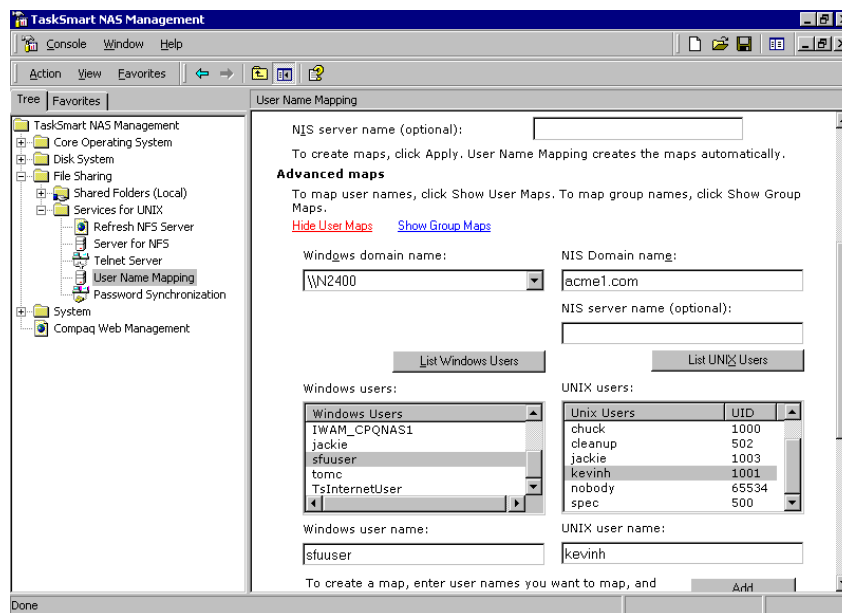 TaskSmart NAS Management
Console Window Help
Action View Favorites
Tree Favorites
User Name Mapping
TaskSmart NAS Management
Core Operating System
Disk System
File Sharing
Shared Folders (Local)
Services for UNIX
Refresh NFS Server
Server for NFS
Telnet Server
User Name Mapping
Password Synchronization
System
Compaq Web Management
NIS server name (optional):
To create maps, click Apply. User Name Mapping creates the maps automatically.
Advanced maps
To map user names, click Show User Maps. To map group names, click Show Group
Maps.
Hide User Maps Show Group Maps
Windows domain name: NIS Domain name:
\\N2400 acme1.com
NIS server name (optional):
List Windows Users List UNIX Users
Windows users: UNIX users:
Windows Users Unix Users UID
IWAM_CPQNAS1 chuck 1000
jackie cleanup 502
sfuuser jackie 1003
tomc kevinh 1001
TsInternetUser nobody 65534
spec 500
Windows user name: UNIX user name:
sfuuser kevinh
To create a map, enter user names you want to map, and Add
Done